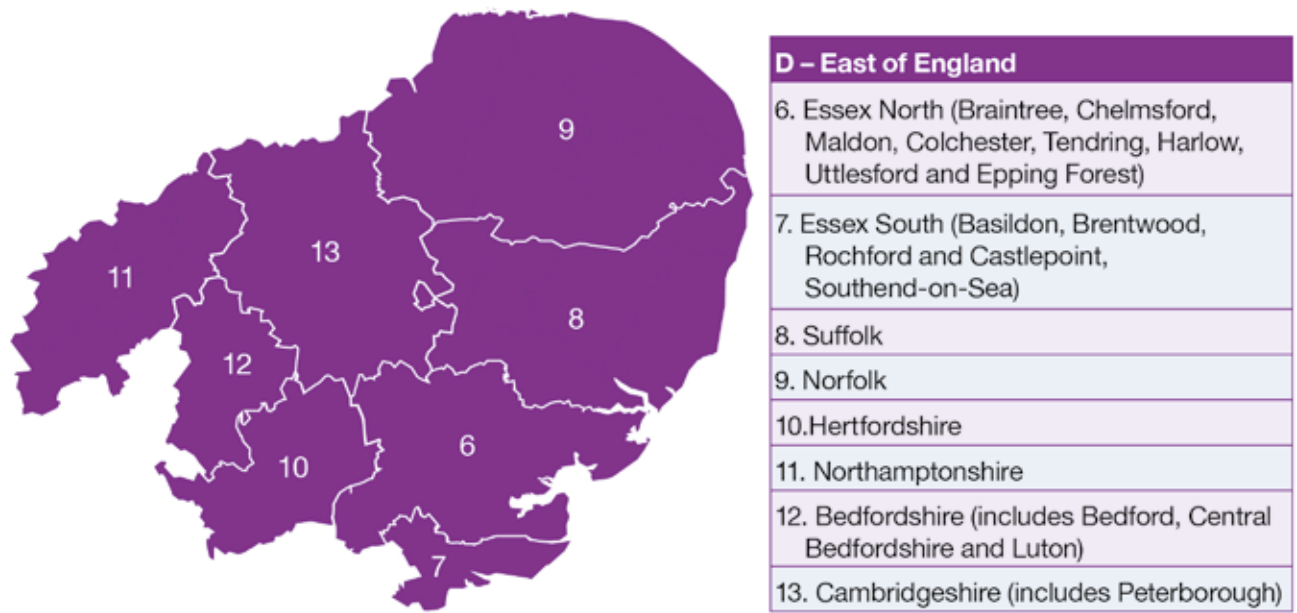 9
13
11
8
12
6
10
7
D – East of England
6. Essex North (Braintree, Chelmsford,
Maldon, Colchester, Tendring, Harlow,
Uttlesford and Epping Forest)
7. Essex South (Basildon, Brentwood,
Rochford and Castlepoint,
Southend-on-Sea)
8. Suffolk
9. Norfolk
10.Hertfordshire
11. Northamptonshire
12. Bedfordshire (includes Bedford, Central
Bedfordshire and Luton)
13. Cambridgeshire (includes Peterborough)